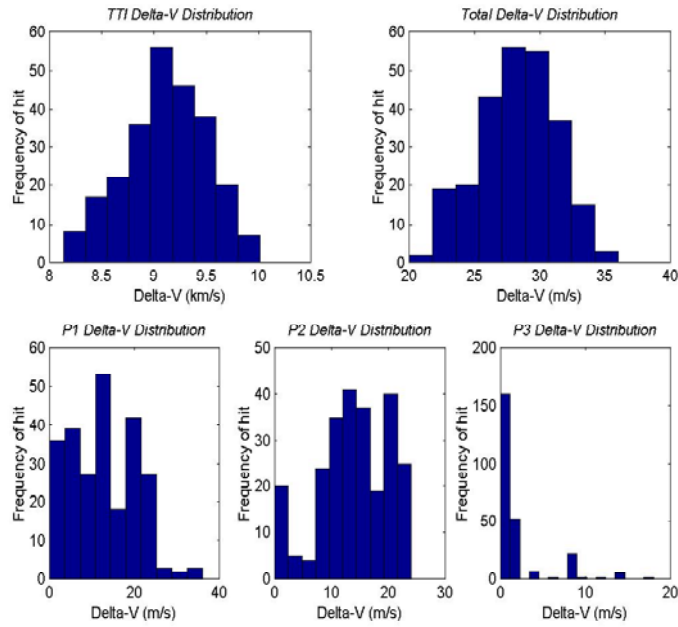 TTI Delta-V Distribution
60
50
40
30
20
10
0
Frequency of hit
8 8.5 9 9.5 10 10.5
Delta-V (km/s)
Total Delta-V Distribution
60
50
40
30
20
10
0
Frequency of hit
20 25 30 35 40
Delta-V (m/s)
P1 Delta-V Distribution
60
50
40
30
20
10
0
Frequency of hit
0 20 40
Delta-V (m/s)
P2 Delta-V Distribution
50
40
30
20
10
0
Frequency of hit
0 10 20 30
Delta-V (m/s)
P3 Delta-V Distribution
200
150
100
50
0
Frequency of hit
0 10 20
Delta-V (m/s)